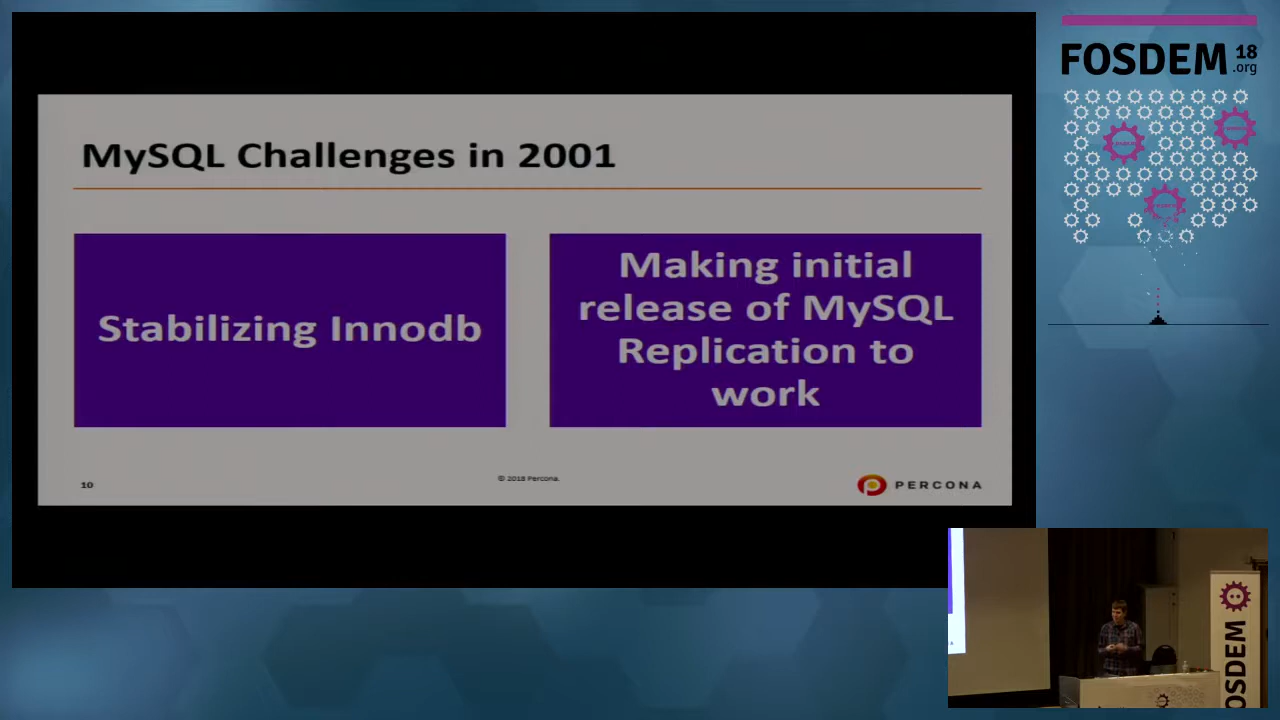 MySQL Challenges in 2001
Stabilizing Innodb
Making initial
release of MySQL
Replication to
work
10
© 2018 Percona.
PERCONA
FOSDEM 18
.org
FOSDEM